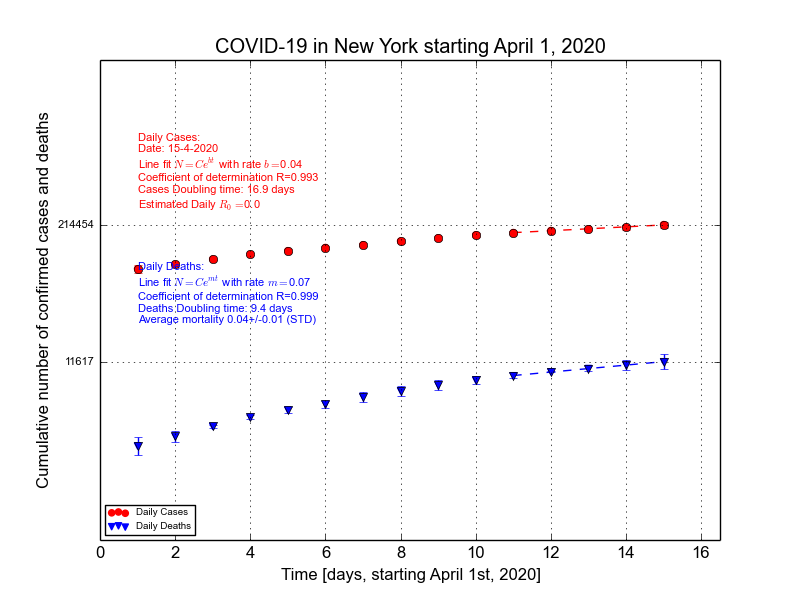 COVID-19 in New York starting April 1, 2020
Cumulative number of confirmed cases and deaths
Daily Cases:
Date: 15-4-2020
Line fit N = Ce^{bt} with rate b = 0.04
Coefficient of determination R=0.993
Cases Doubling time: 16.9 days
Estimated Daily R_0 = 0.0
214454
Daily Deaths:
Line fit N = Ce^{mt} with rate m = 0.07
Coefficient of determination R=0.999
Deaths Doubling time: 9.4 days
Average mortality 0.04+/-0.01 (STD)
11617
Daily Cases
Daily Deaths
0 2 4 6 8 10 12 14 16
Time [days, starting April 1st, 2020]